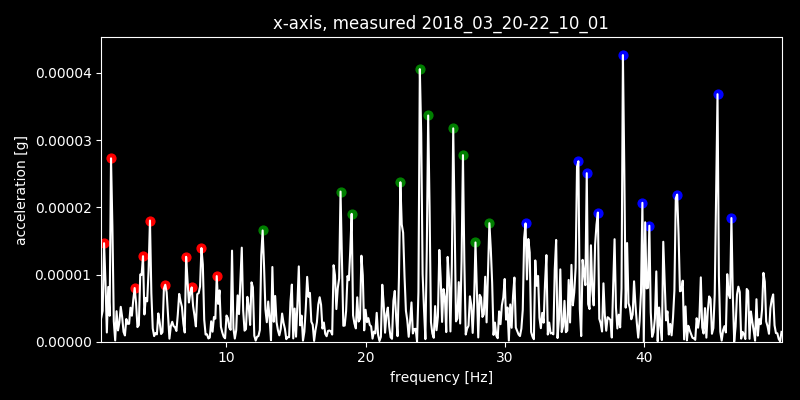 x-axis, measured 2018_03_20-22_10_01
0.00004
0.00003
0.00002
0.00001
0.00000
acceleration [g]
10 20 30 40
frequency [Hz]